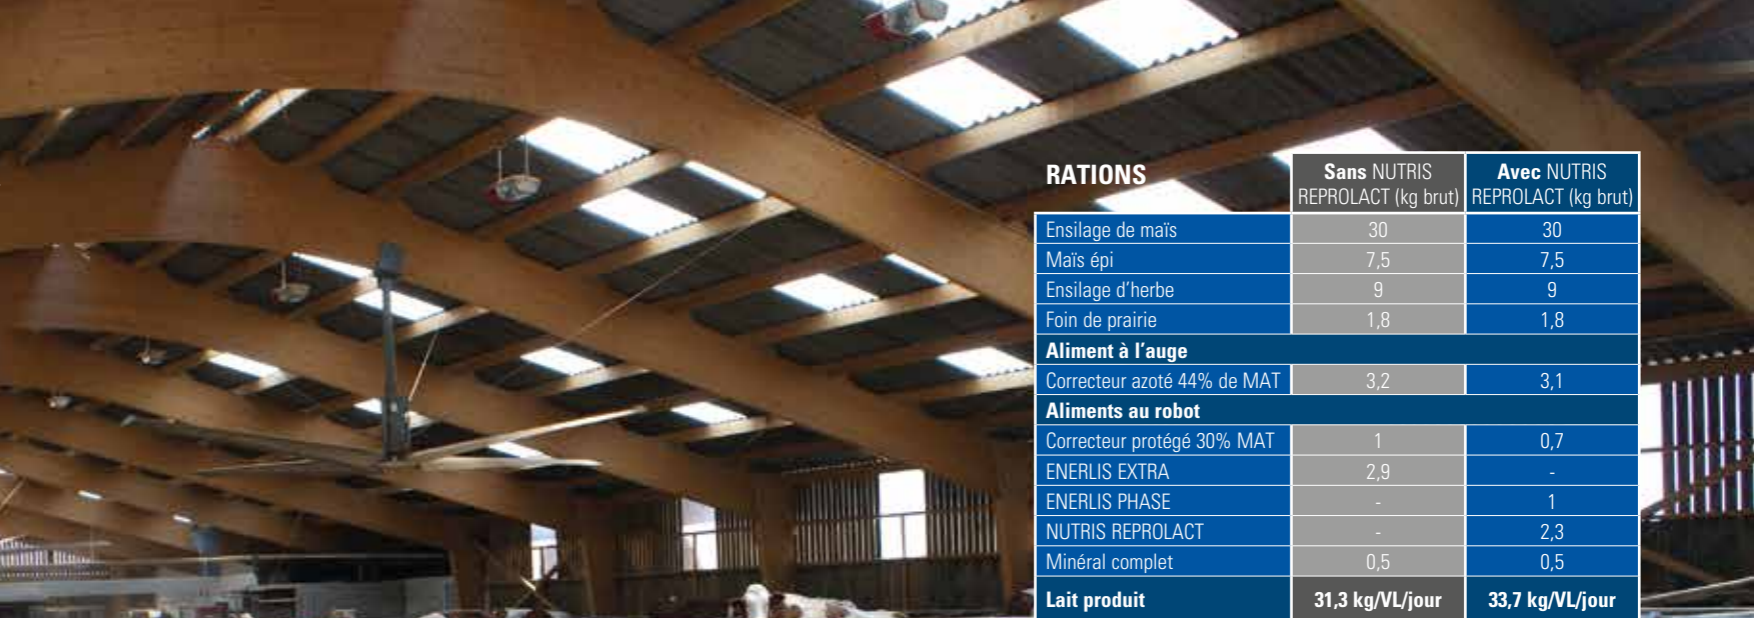 RATIONS
Sans NUTRIS REPROLACT (kg brut) Avec NUTRIS REPROLACT (kg brut)
Ensilage de maïs 30 30
Maïs épi 7,5 7,5
Ensilage d’herbe 9 9
Foin de prairie 1,8 1,8
Aliment à l’auge
Correcteur azoté 44% de MAT 3,2 3,1
Aliments au robot
Correcteur protégé 30% MAT 1 0,7
ENERLIS EXTRA 2,9 -
ENERLIS PHASE - 1
NUTRIS REPROLACT - 2,3
Minéral complet 0,5 0,5
Lait produit 31,3 kg/VL/jour 33,7 kg/VL/jour